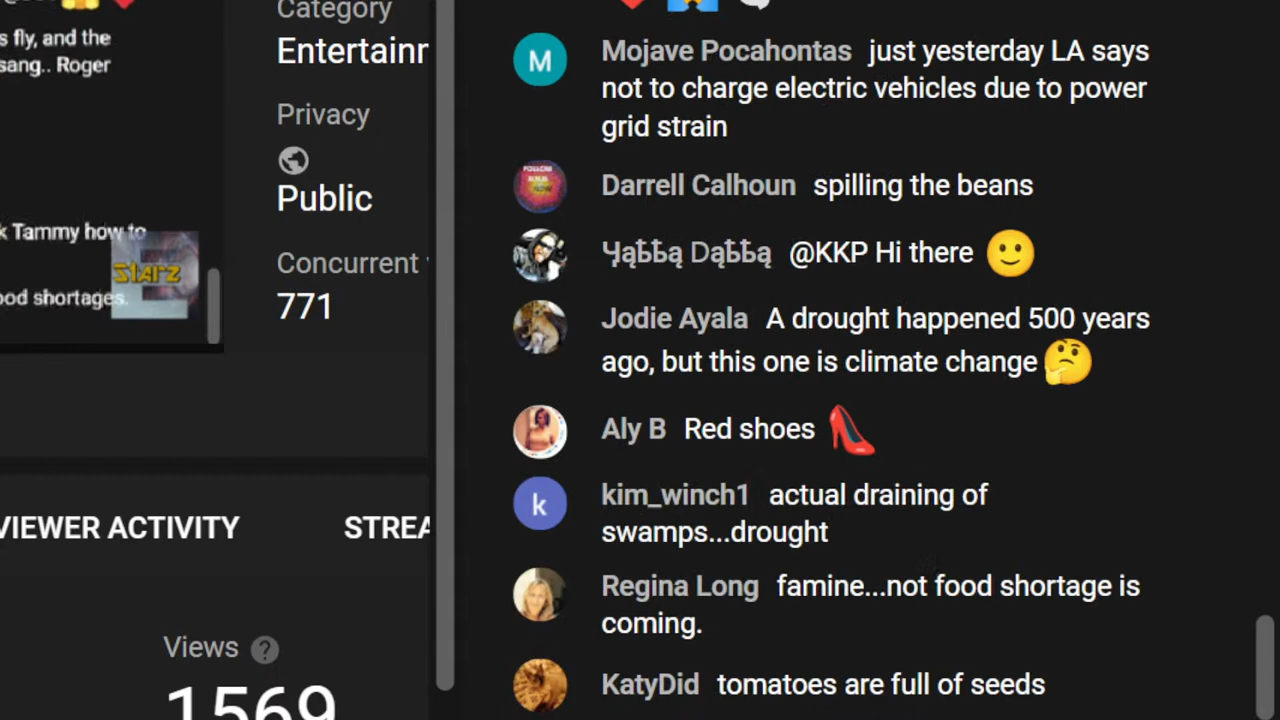 s fly, and the
sang.. Roger
k Tammy how to
Starz
ood shortages.
Category
Entertainr
Privacy
Public
Concurrent
771
VIEWER ACTIVITY
STREA
Views ?
1569
M Mojave Pocahontas just yesterday LA says
not to charge electric vehicles due to power
grid strain
Darrell Calhoun spilling the beans
Ҹąҍҍą Dąҍҍą @KKP Hi there 🙂
Jodie Ayala A drought happened 500 years
ago, but this one is climate change 🤔
Aly B Red shoes 👠
k kim_winch1 actual draining of
swamps...drought
Regina Long famine...not food shortage is
coming.
KatyDid tomatoes are full of seeds